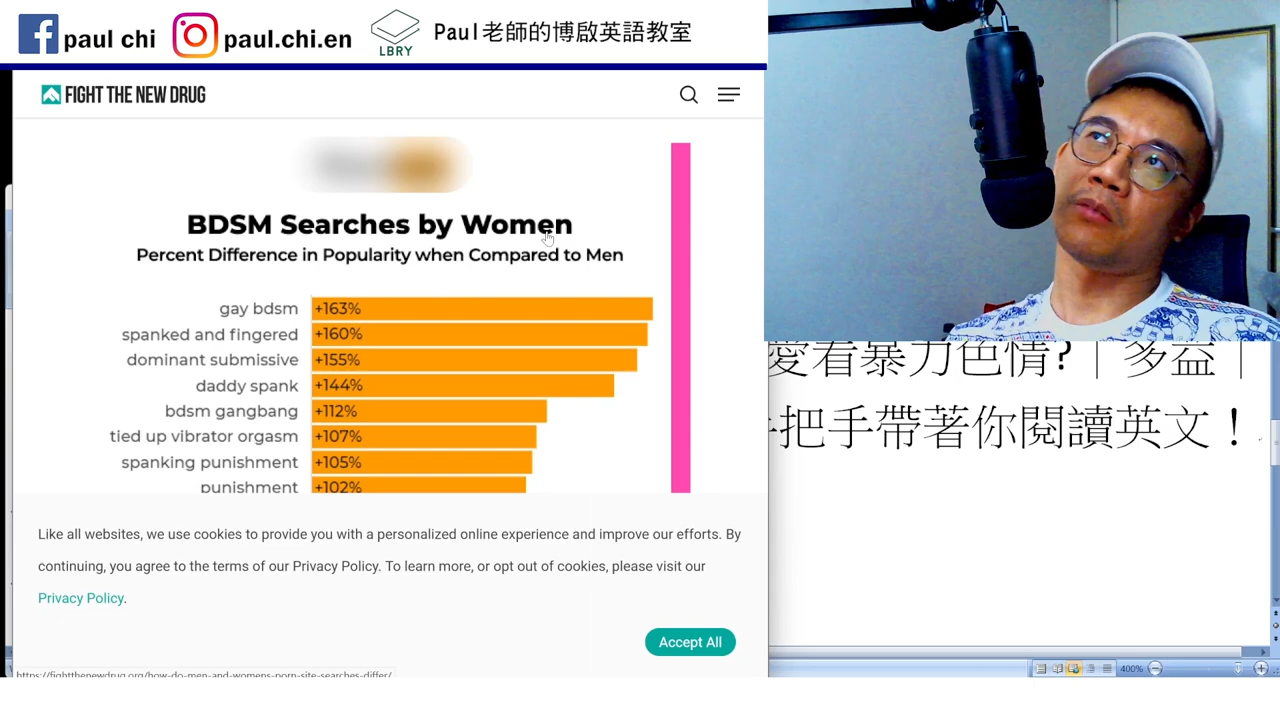 paul chi
paul.chi.en
LBRY
Paul老師的博啟英語教室
FIGHT THE NEW DRUG
BDSM Searches by Women
Percent Difference in Popularity when Compared to Men
gay bdsm +163%
spanked and fingered +160%
dominant submissive +155%
daddy spank +144%
bdsm gangbang +112%
tied up vibrator orgasm +107%
spanking punishment +105%
punishment +102%
Like all websites, we use cookies to provide you with a personalized online experience and improve our efforts. By
continuing, you agree to the terms of our Privacy Policy. To learn more, or opt out of cookies, please visit our
Privacy Policy.
Accept All
https://fightthenewdrug.org/how-do-men-and-womens-porn-site-searches-differ/
愛看暴力色情?｜多益｜
把手帶著你閱讀英文！
400%